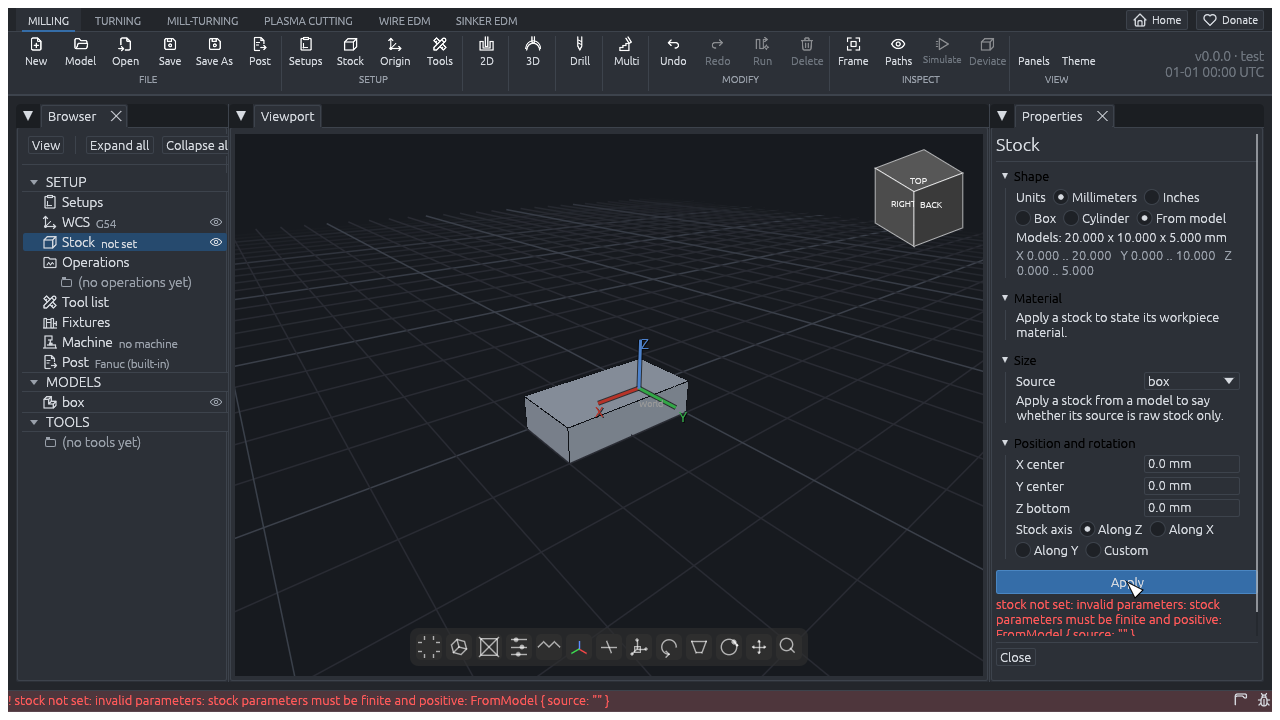 MILLING TURNING MILL-TURNING PLASMA CUTTING WIRE EDM SINKER EDM Home Donate
New Model Open Save Save As Post Setups Stock Origin Tools 2D 3D Drill Multi Undo Redo Run Delete Frame Paths Simulate Deviate Panels Theme
v0.0.0 · test
01-01 00:00 UTC
FILE SETUP MODIFY INSPECT VIEW
Browser
View Expand all Collapse al
SETUP
Setups
WCS G54
Stock not set
Operations
(no operations yet)
Tool list
Fixtures
Machine no machine
Post Fanuc (built-in)
MODELS
box
TOOLS
(no tools yet)
Viewport
TOP
RIGHT BACK
Z
World
X
Y
Properties
Stock
Shape
Units Millimeters Inches
Box Cylinder From model
Models: 20.000 x 10.000 x 5.000 mm
X 0.000 .. 20.000 Y 0.000 .. 10.000 Z
0.000 .. 5.000
Material
Apply a stock to state its workpiece
material.
Size
Source box
Apply a stock from a model to say
whether its source is raw stock only.
Position and rotation
X center 0.0 mm
Y center 0.0 mm
Z bottom 0.0 mm
Stock axis Along Z Along X
Along Y Custom
Apply
stock not set: invalid parameters: stock
parameters must be finite and positive:
FromModel { source: "" }
Close
! stock not set: invalid parameters: stock parameters must be finite and positive: FromModel { source: "" }